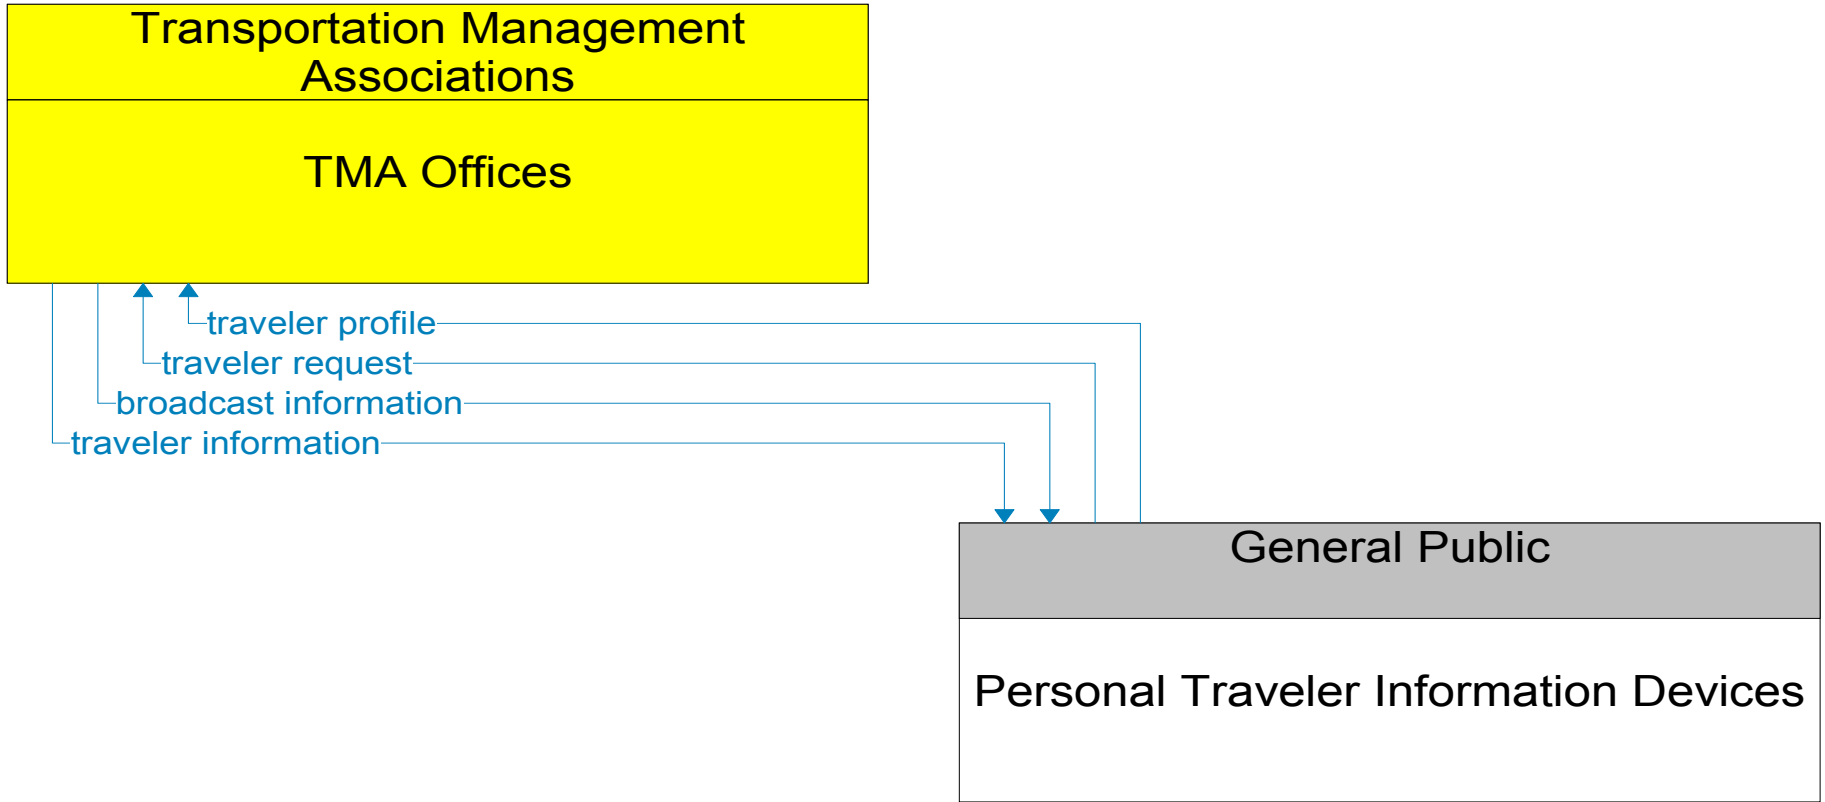 Transportation Management
Associations
TMA Offices
traveler profile
traveler request
broadcast information
traveler information
General Public
Personal Traveler Information Devices